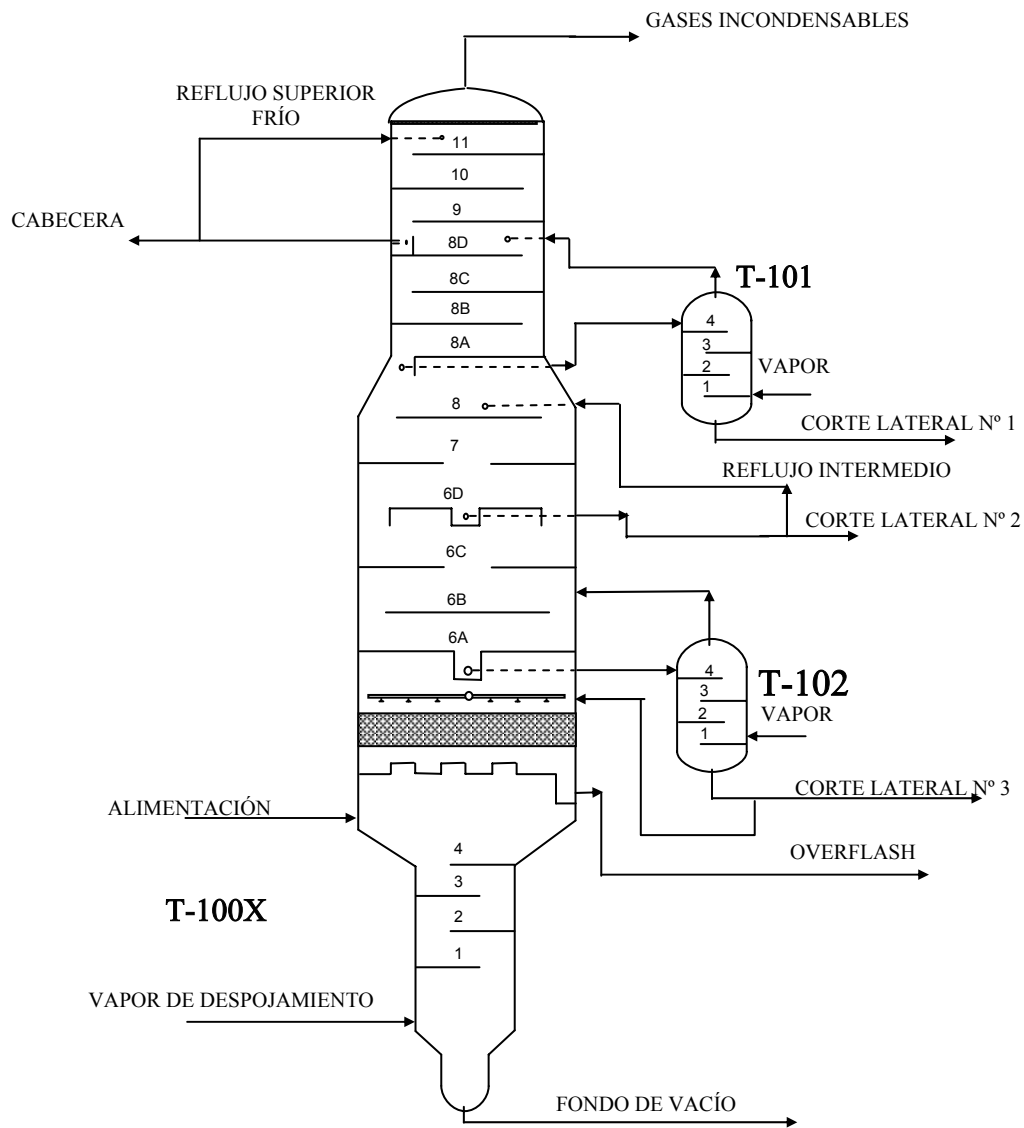 GASES INCONDENSABLES
REFLUJO SUPERIOR
FRÍO
11
10
9
CABECERA
8D
8C
8B
8A
T-101
4
3
2
1
VAPOR
CORTE LATERAL Nº 1
8
REFLUJO INTERMEDIO
7
6D
CORTE LATERAL Nº 2
6C
6B
6A
T-102
4
3
2
1
VAPOR
CORTE LATERAL Nº 3
ALIMENTACIÓN
OVERFLASH
4
3
2
1
T-100X
VAPOR DE DESPOJAMIENTO
FONDO DE VACÍO